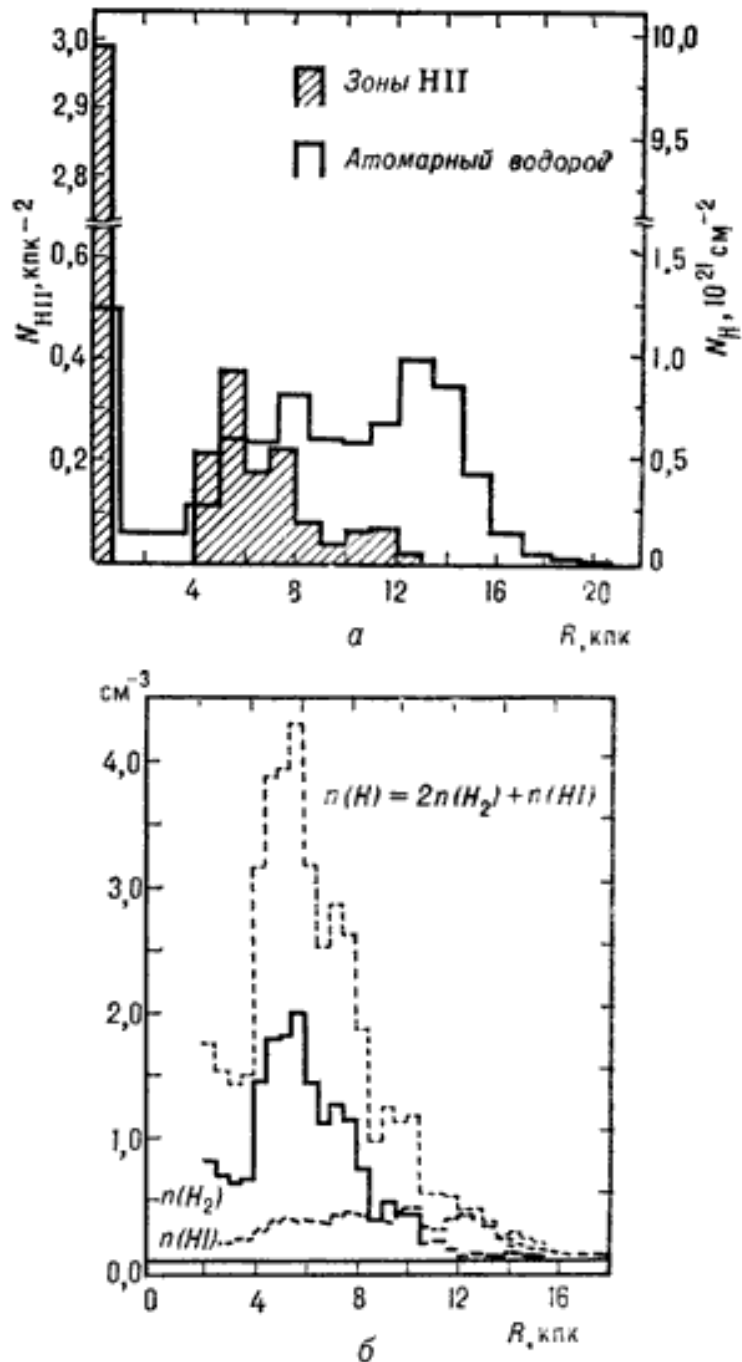 3,0
2,9
2,8
0,6
0,4
0,2
N_HII, кпк−2
Зоны HII
Атомарный водород
10,0
9,5
1,5
1,0
0,5
0
N_H, 10^21 см^−2
4 8 12 16 20
а R, кпк
см^−3
4,0
3,0
2,0
1,0
0,0
n(H) = 2n(H₂) + n(HI)
n(H₂)
n(HI)
0 4 8 12 16
б R, кпк